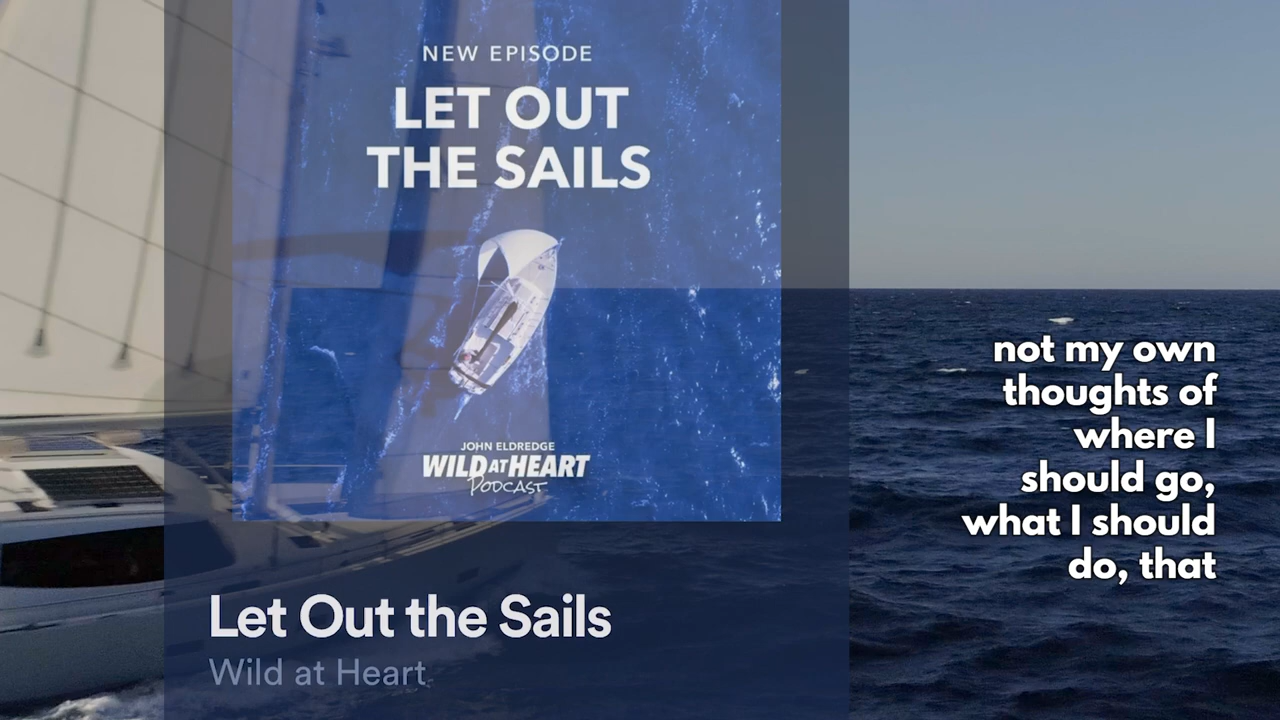 NEW EPISODE
LET OUT
THE SAILS
JOHN ELDREDGE
WILD AT HEART
PODCAST
Let Out the Sails
Wild at Heart
not my own
thoughts of
where I
should go,
what I should
do, that